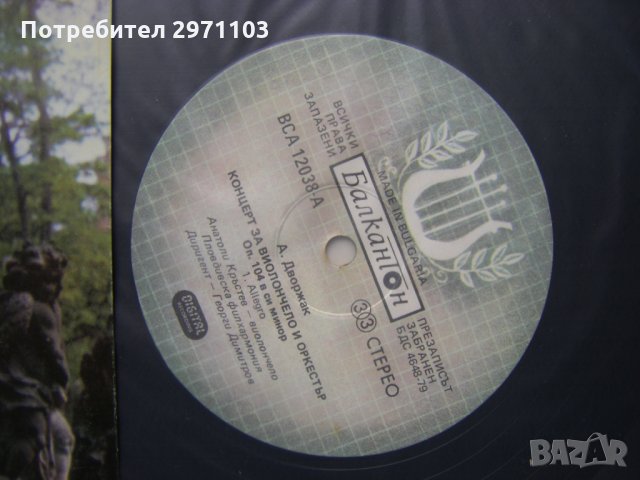 Потребител 2971103
MADE IN BULGARIA
Балкантон
ВСИЧКИ
ПРАВА
ЗАПАЗЕНИ
ПРЕЗАПИСЪТ
ЗАБРАНЕН
БДС 4648-79
ВСА 12038-А
33 СТЕРЕО
А. Дворжак
КОНЦЕРТ ЗА ВИОЛОНЧЕЛО И ОРКЕСТЪР
Оп. 104 в си минор
1. Allegro
Анатоли Кръстев – виолончело
Пловдивска филхармония
Диригент – Георги Димитров
DIGITAL
RECORDING
BAZAR